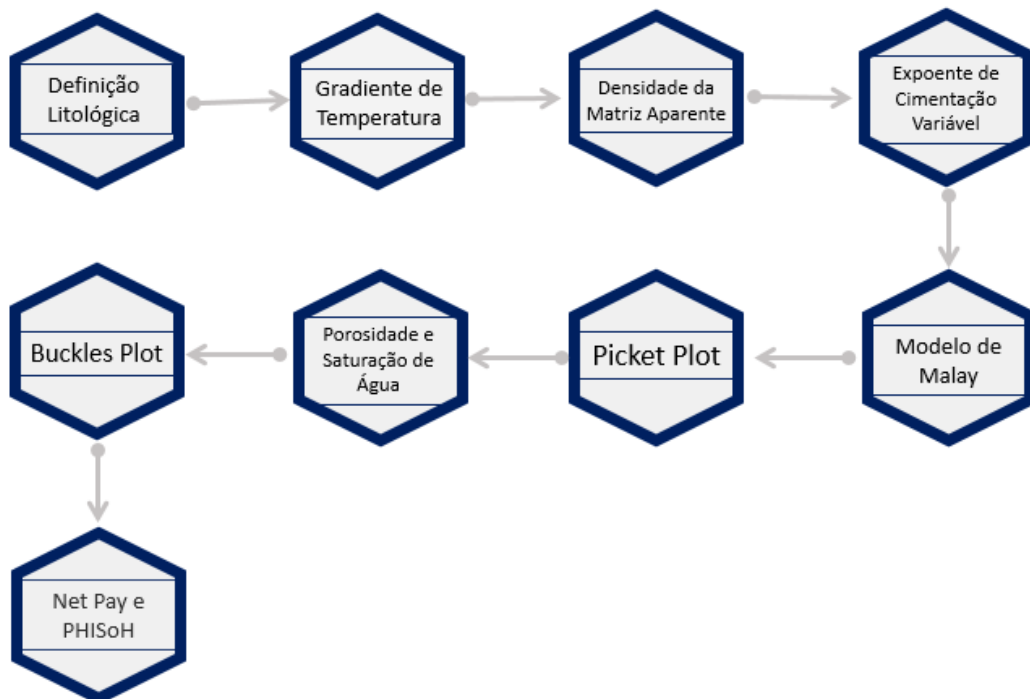 Definição
Litológica
Gradiente de
Temperatura
Densidade da
Matriz Aparente
Expoente de
Cimentação
Variável
Modelo de
Malay
Picket Plot
Porosidade e
Saturação de
Água
Buckles Plot
Net Pay e
PHISoH